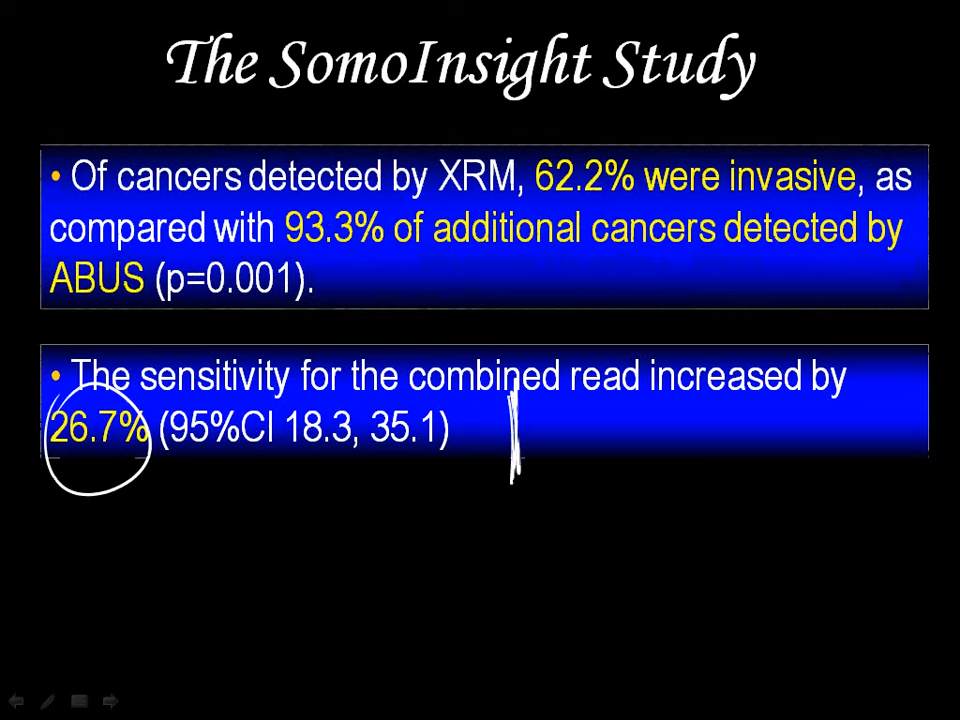 The SomoInsight Study
• Of cancers detected by XRM, 62.2% were invasive, as
compared with 93.3% of additional cancers detected by
ABUS (p=0.001).
• The sensitivity for the combined read increased by
26.7% (95%CI 18.3, 35.1)